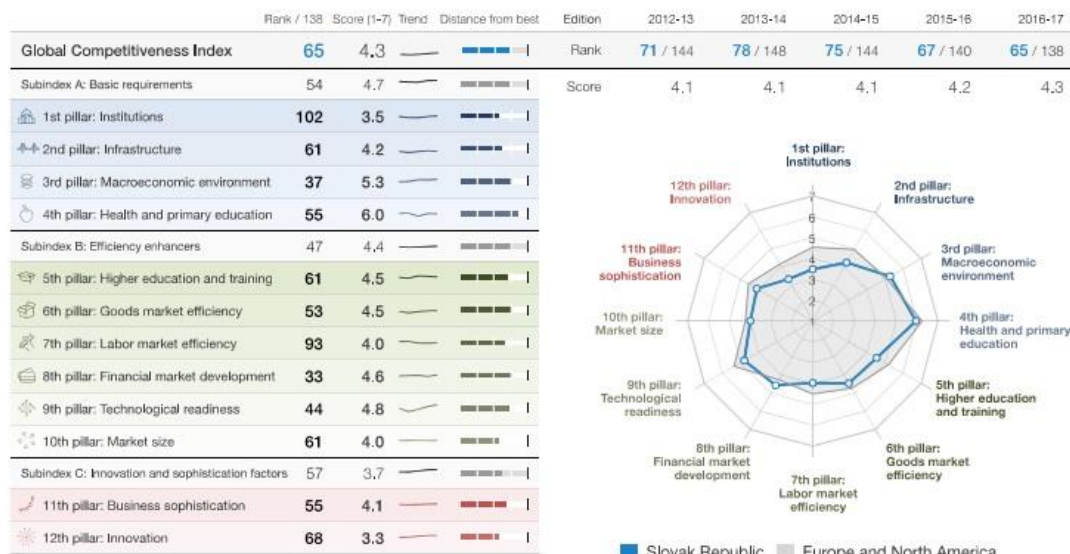 Rank / 138 Score (1-7) Trend Distance from best
Global Competitiveness Index 65 4.3
Subindex A: Basic requirements 54 4.7
1st pillar: Institutions 102 3.5
2nd pillar: Infrastructure 61 4.2
3rd pillar: Macroeconomic environment 37 5.3
4th pillar: Health and primary education 55 6.0
Subindex B: Efficiency enhancers 47 4.4
5th pillar: Higher education and training 61 4.5
6th pillar: Goods market efficiency 53 4.5
7th pillar: Labor market efficiency 93 4.0
8th pillar: Financial market development 33 4.6
9th pillar: Technological readiness 44 4.8
10th pillar: Market size 61 4.0
Subindex C: Innovation and sophistication factors 57 3.7
11th pillar: Business sophistication 55 4.1
12th pillar: Innovation 68 3.3
Edition 2012-13 2013-14 2014-15 2015-16 2016-17
Rank 71 / 144 78 / 148 75 / 144 67 / 140 65 / 138
Score 4.1 4.1 4.1 4.2 4.3
1st pillar:
Institutions
2nd pillar:
Infrastructure
3rd pillar:
Macroeconomic
environment
4th pillar:
Health and primary
education
5th pillar:
Higher education
and training
6th pillar:
Goods market
efficiency
7th pillar:
Labor market
efficiency
8th pillar:
Financial market
development
9th pillar:
Technological
readiness
10th pillar:
Market size
11th pillar:
Business
sophistication
12th pillar:
Innovation
7
6
5
4
3
2
1
Slovak Republic Europe and North America